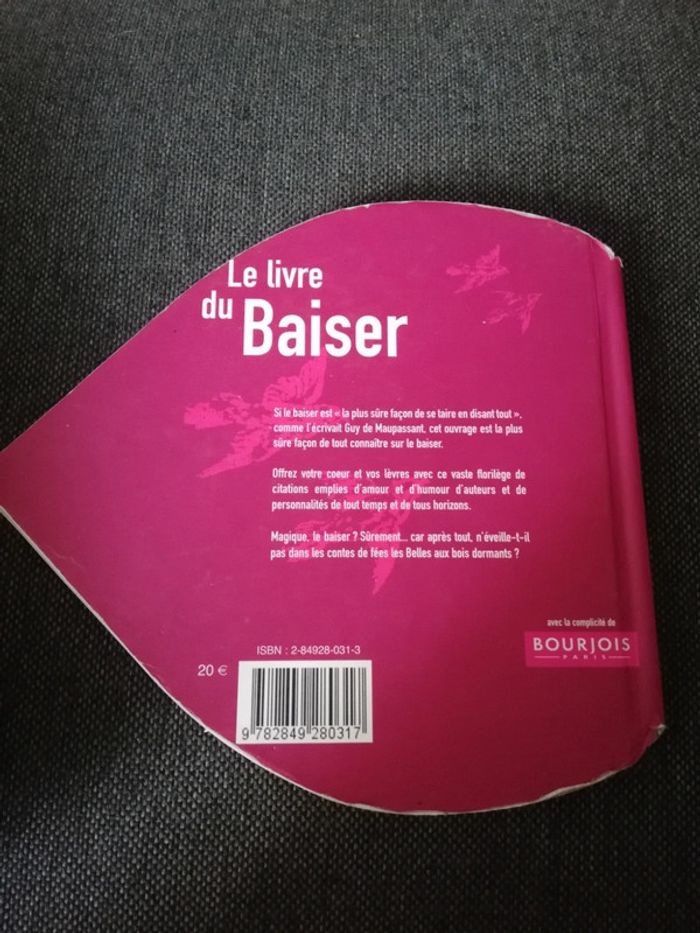 Le livre
du Baiser
Si le baiser est « la plus sûre façon de se taire en disant tout »,
comme l'écrivait Guy de Maupassant, cet ouvrage est la plus
sûre façon de tout connaître sur le baiser.
Offrez votre coeur et vos lèvres avec ce vaste florilège de
citations emplies d'amour et d'humour d'auteurs et de
personnalités de tout temps et de tous horizons.
Magique, le baiser ? Sûrement... car après tout, n'éveille-t-il
pas dans les contes de fées les Belles aux bois dormants ?
avec la complicité de
BOURJOIS
PARIS
ISBN : 2-84928-031-3
20 €
9 782849 280317